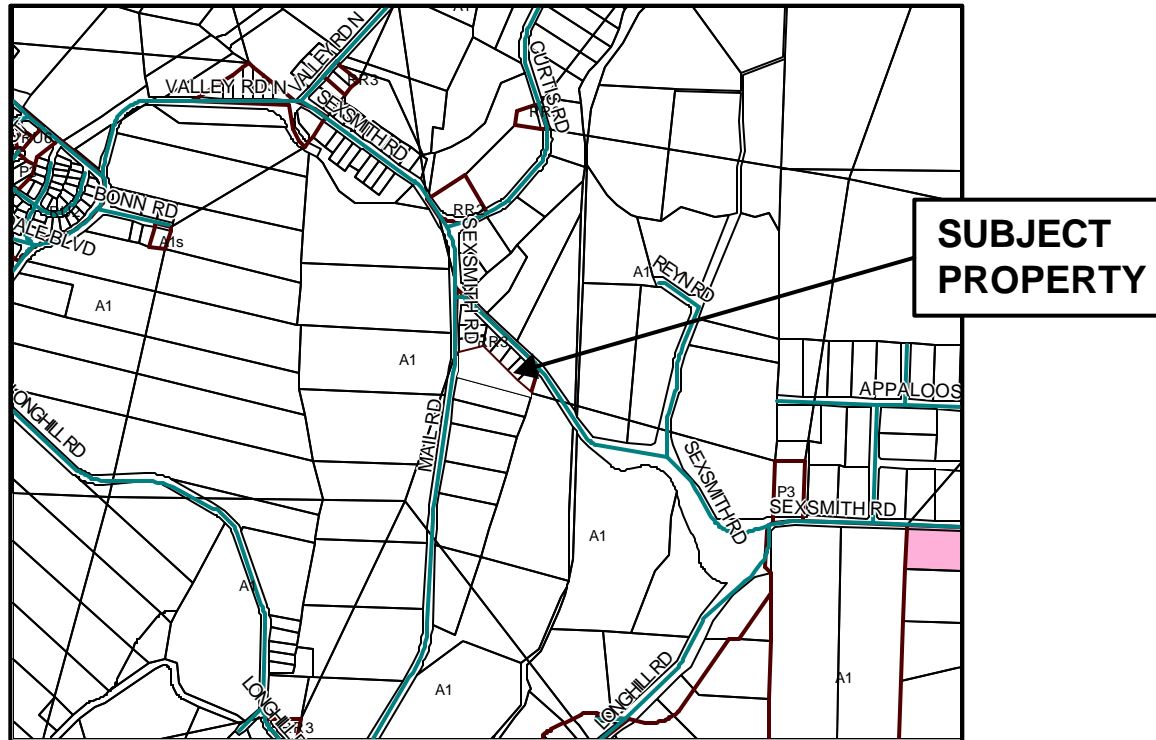 A1
VALLEY RD N
VALLEY RD N
RR3
SEXSMITH RD
CURTIS RD
BONN RD
A1s
RR2
SEXSMITH RD
A1
REYN RD
A1
A1
RR3
SUBJECT
PROPERTY
APPALOOS
LONGHILL RD
MAIL RD
SEXSMITH RD
P3
SEXSMITH RD
A1
A1
LONGHILL RD
A1
A1